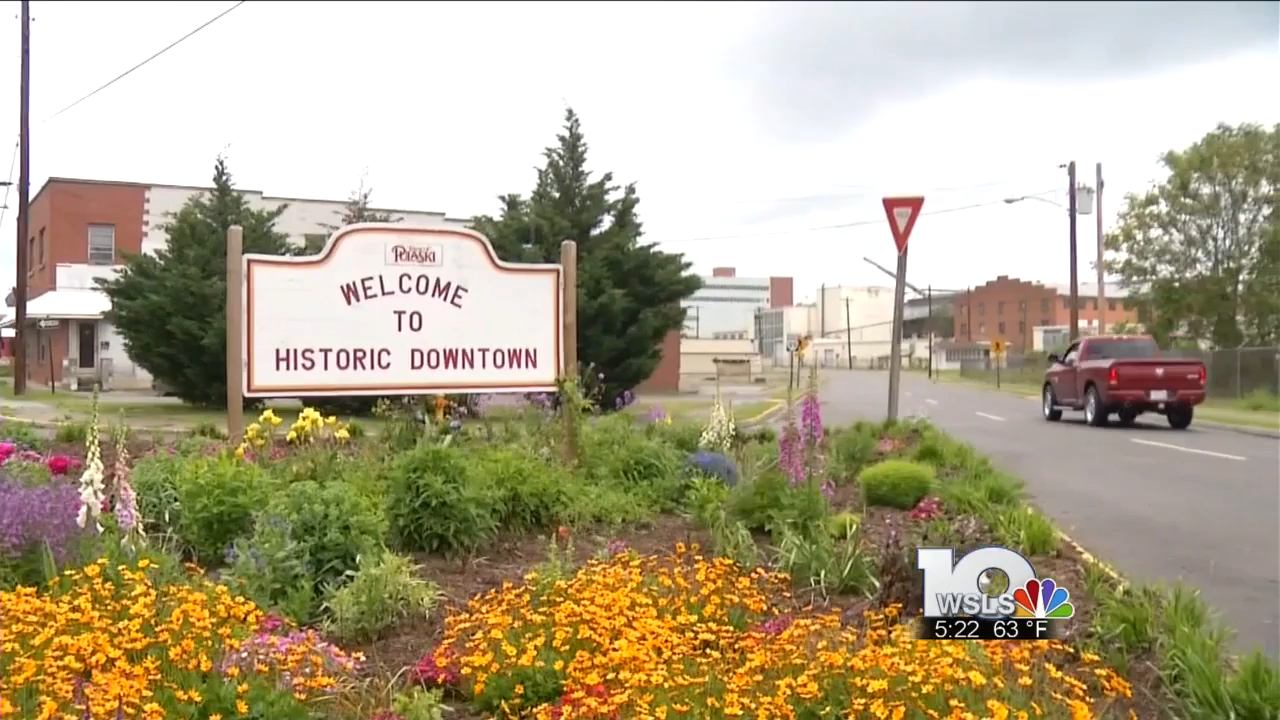 PULASKI
WELCOME
TO
HISTORIC DOWNTOWN
10
WSLS
5:22 63 °F